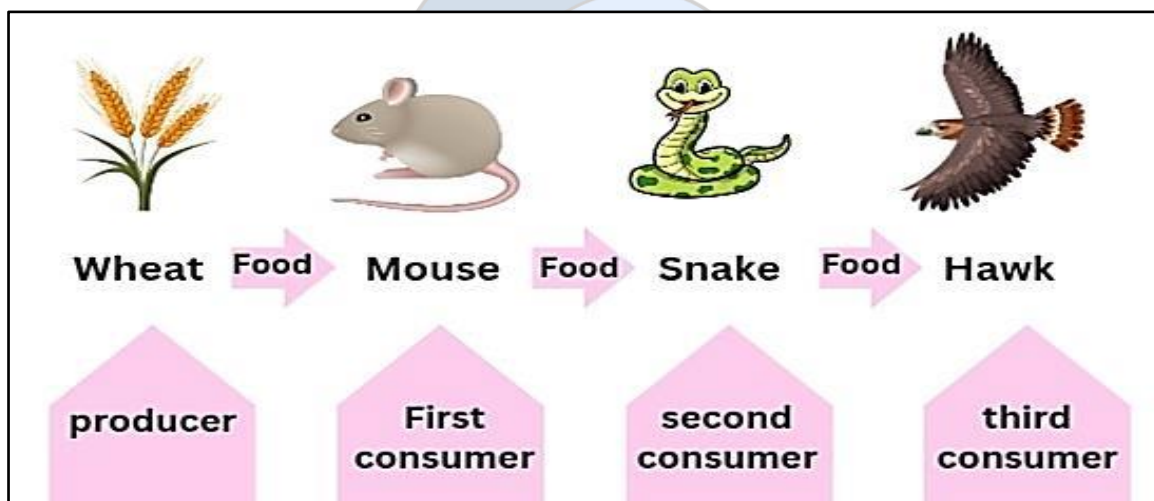 Wheat Food Mouse Food Snake Food Hawk
producer
First
consumer
second
consumer
third
consumer